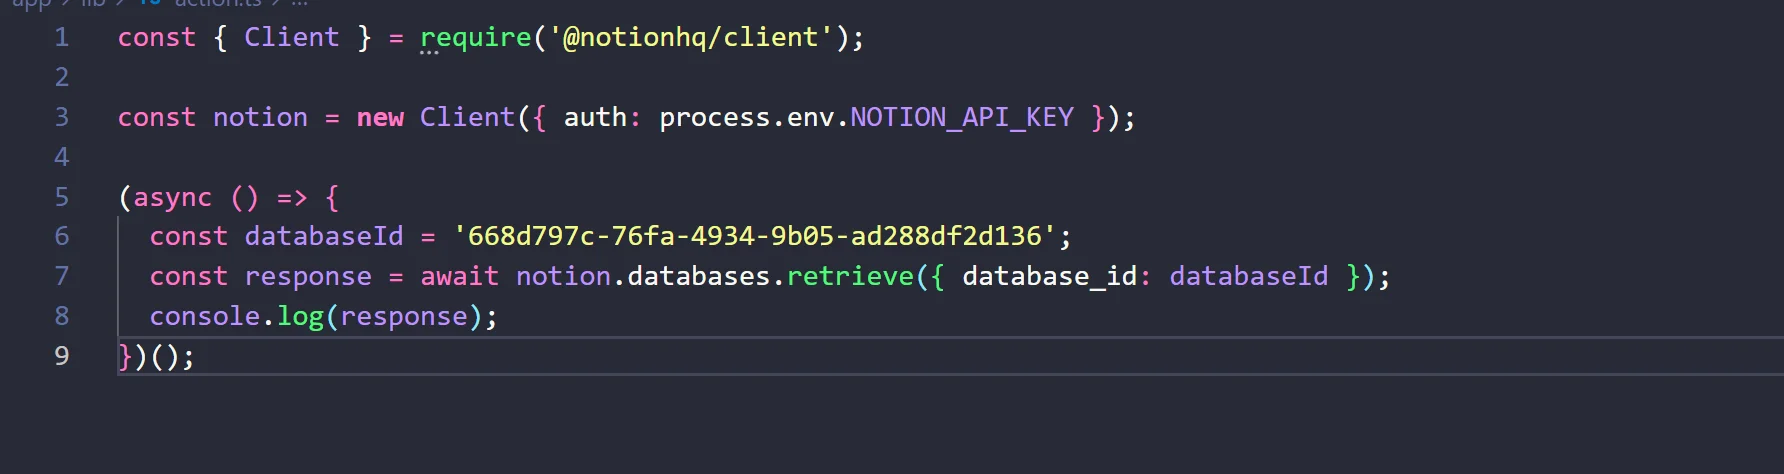 app > lib > TS action.ts > ...
1 const { Client } = require('@notionhq/client');
2
3 const notion = new Client({ auth: process.env.NOTION_API_KEY });
4
5 (async () => {
6   const databaseId = '668d797c-76fa-4934-9b05-ad288df2d136';
7   const response = await notion.databases.retrieve({ database_id: databaseId });
8   console.log(response);
9 })();